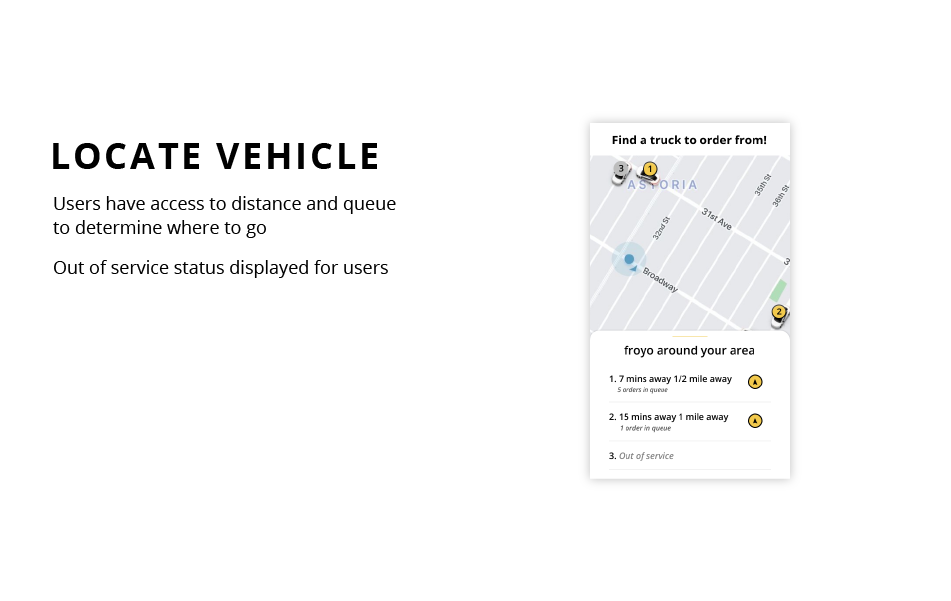 LOCATE VEHICLE
Users have access to distance and queue
to determine where to go
Out of service status displayed for users
Find a truck to order from!
3
1
ASTORIA
35th St
36th St
31st Ave
32nd St
3
Broadway
2
froyo around your area
1. 7 mins away 1/2 mile away
5 orders in queue
2. 15 mins away 1 mile away
1 order in queue
3. Out of service